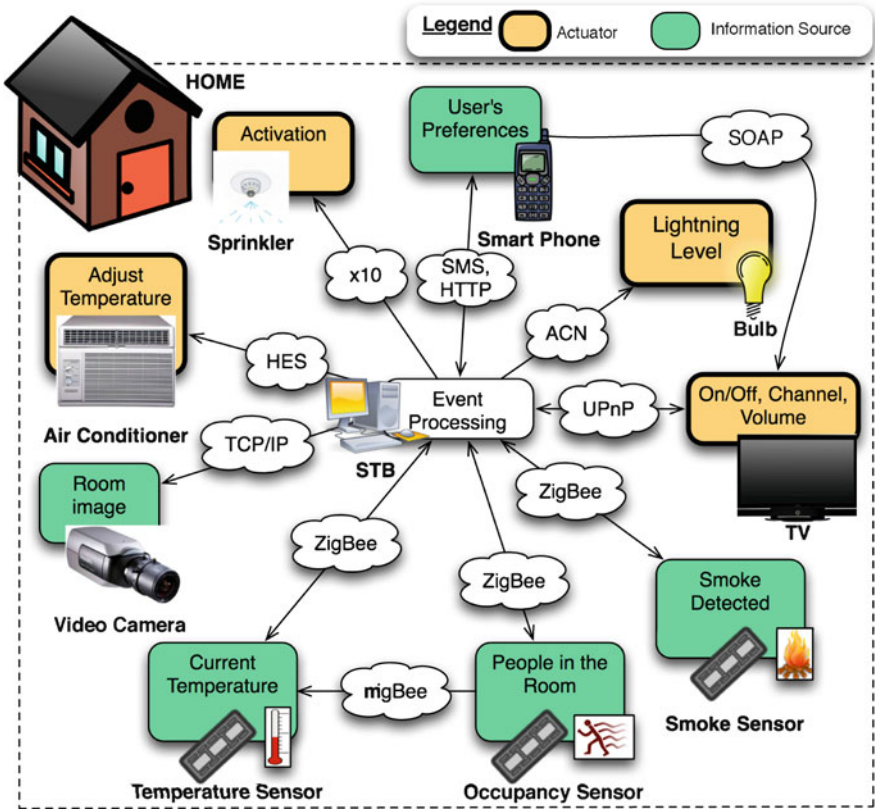 Legend
Actuator
Information Source
HOME
Activation
Sprinkler
User's
Preferences
Smart Phone
SOAP
Lightning
Level
Bulb
Adjust
Temperature
Air Conditioner
x10
SMS,
HTTP
ACN
HES
Event
Processing
STB
UPnP
On/Off, Channel,
Volume
TV
TCP/IP
Room
image
Video Camera
ZigBee
ZigBee
ZigBee
Smoke
Detected
Smoke Sensor
Current
Temperature
Temperature Sensor
People in the
Room
Occupancy Sensor